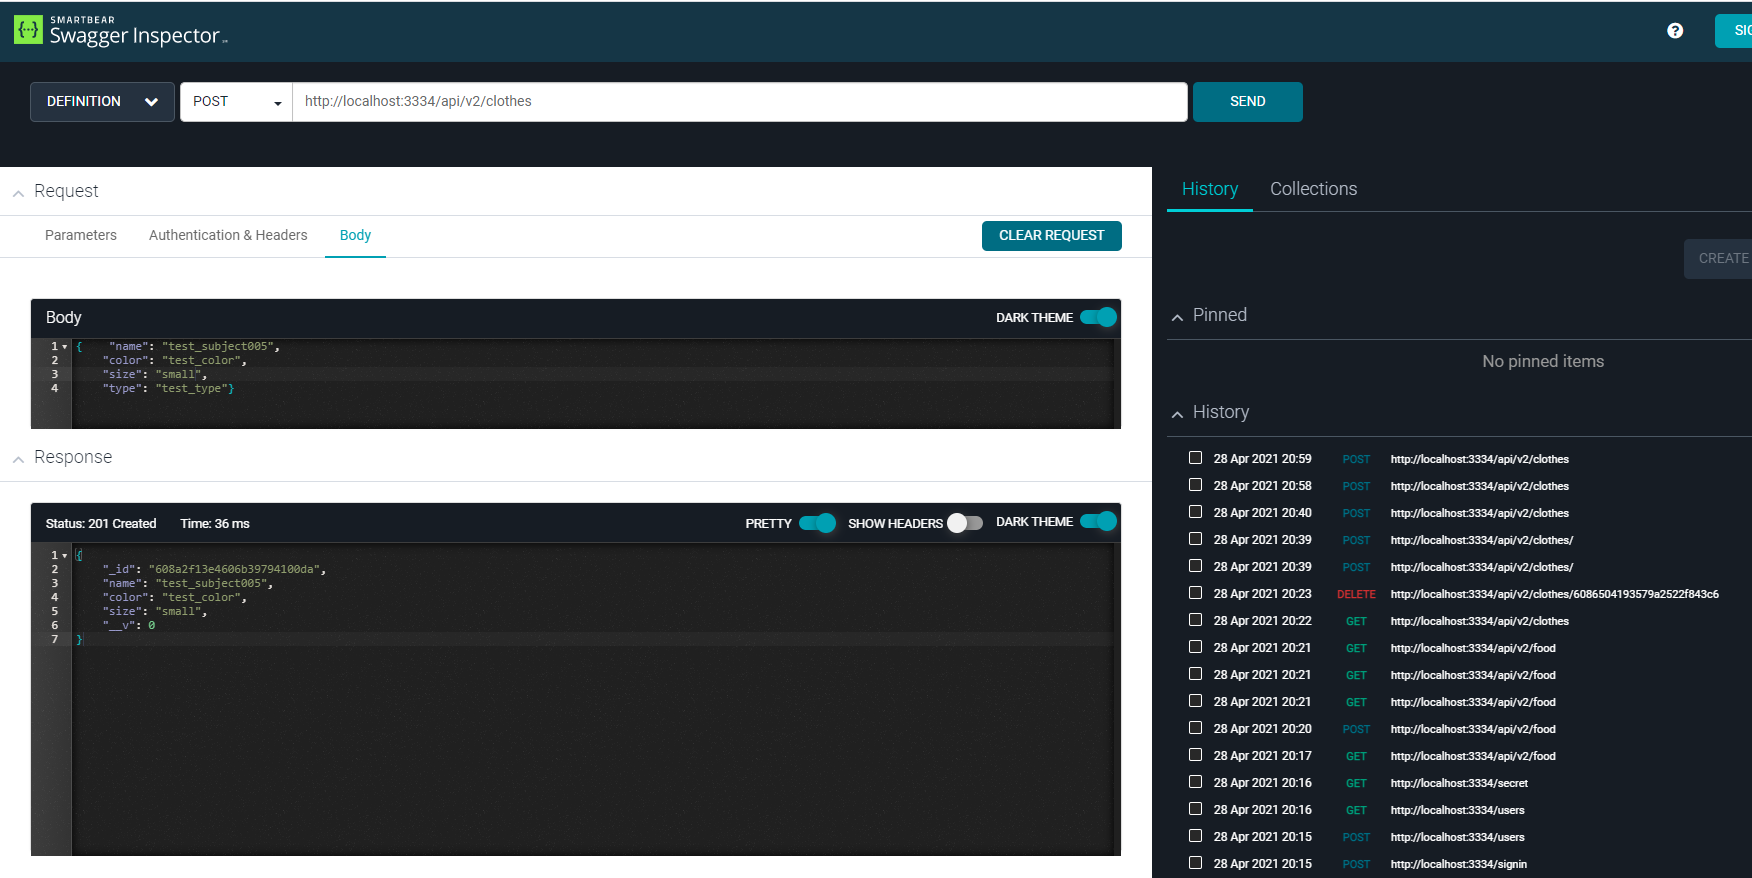 SMARTBEAR
Swagger Inspector
SIG
DEFINITION POST http://localhost:3334/api/v2/clothes SEND
Request
Parameters Authentication & Headers Body CLEAR REQUEST
Body DARK THEME
1 { "name": "test_subject005",
2 "color": "test_color",
3 "size": "small",
4 "type": "test_type"}
Response
Status: 201 Created Time: 36 ms PRETTY SHOW HEADERS DARK THEME
1 {
2 "_id": "608a2f13e4606b39794100da",
3 "name": "test_subject005",
4 "color": "test_color",
5 "size": "small",
6 "__v": 0
7 }
History Collections
CREATE
Pinned
No pinned items
History
28 Apr 2021 20:59 POST http://localhost:3334/api/v2/clothes
28 Apr 2021 20:58 POST http://localhost:3334/api/v2/clothes
28 Apr 2021 20:40 POST http://localhost:3334/api/v2/clothes
28 Apr 2021 20:39 POST http://localhost:3334/api/v2/clothes/
28 Apr 2021 20:39 POST http://localhost:3334/api/v2/clothes/
28 Apr 2021 20:23 DELETE http://localhost:3334/api/v2/clothes/6086504193579a2522f843c6
28 Apr 2021 20:22 GET http://localhost:3334/api/v2/clothes
28 Apr 2021 20:21 GET http://localhost:3334/api/v2/food
28 Apr 2021 20:21 GET http://localhost:3334/api/v2/food
28 Apr 2021 20:21 GET http://localhost:3334/api/v2/food
28 Apr 2021 20:20 POST http://localhost:3334/api/v2/food
28 Apr 2021 20:17 GET http://localhost:3334/api/v2/food
28 Apr 2021 20:16 GET http://localhost:3334/secret
28 Apr 2021 20:16 GET http://localhost:3334/users
28 Apr 2021 20:15 POST http://localhost:3334/users
28 Apr 2021 20:15 POST http://localhost:3334/signin